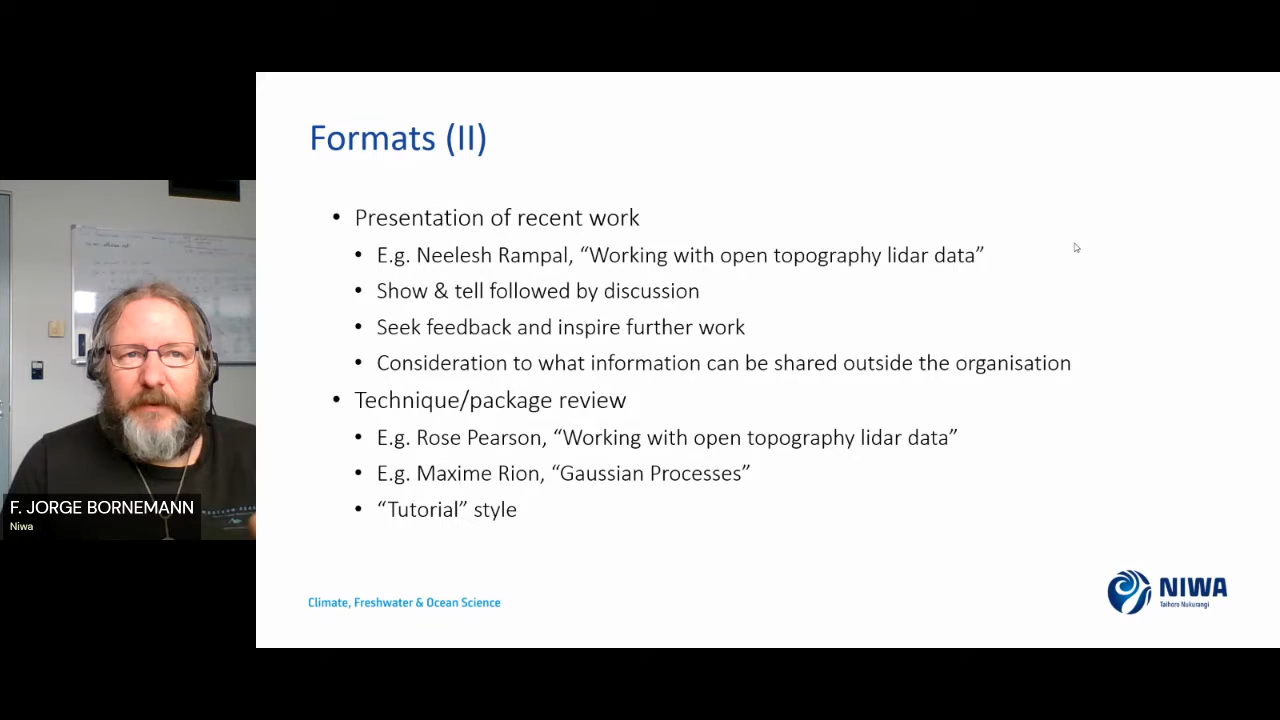 Formats (II)
• Presentation of recent work
• E.g. Neelesh Rampal, “Working with open topography lidar data”
• Show & tell followed by discussion
• Seek feedback and inspire further work
• Consideration to what information can be shared outside the organisation
• Technique/package review
• E.g. Rose Pearson, “Working with open topography lidar data”
• E.g. Maxime Rion, “Gaussian Processes”
• “Tutorial” style
F. JORGE BORNEMANN
Niwa
Climate, Freshwater & Ocean Science
NIWA
Taihoro Nukurangi